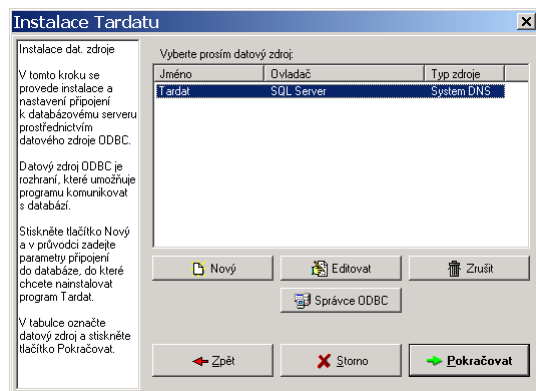 Instalace Tardatu
Instalace dat. zdroje
V tomto kroku se
provede instalace a
nastavení připojení
k databázovému serveru
prostřednictvím
datového zdroje ODBC.
Datový zdroj ODBC je
rozhraní, které umožňuje
programu komunikovat
s databází.
Stiskněte tlačítko Nový
a v průvodci zadejte
parametry připojení
do databáze, do které
chcete nainstalovat
program Tardat.
V tabulce označte
datový zdroj a stiskněte
tlačítko Pokračovat.
Vyberte prosím datový zdroj:
Jméno Ovladač Typ zdroje
Tardat SQL Server System DNS
Nový Editovat Zrušit
Správce ODBC
Zpět Storno Pokračovat